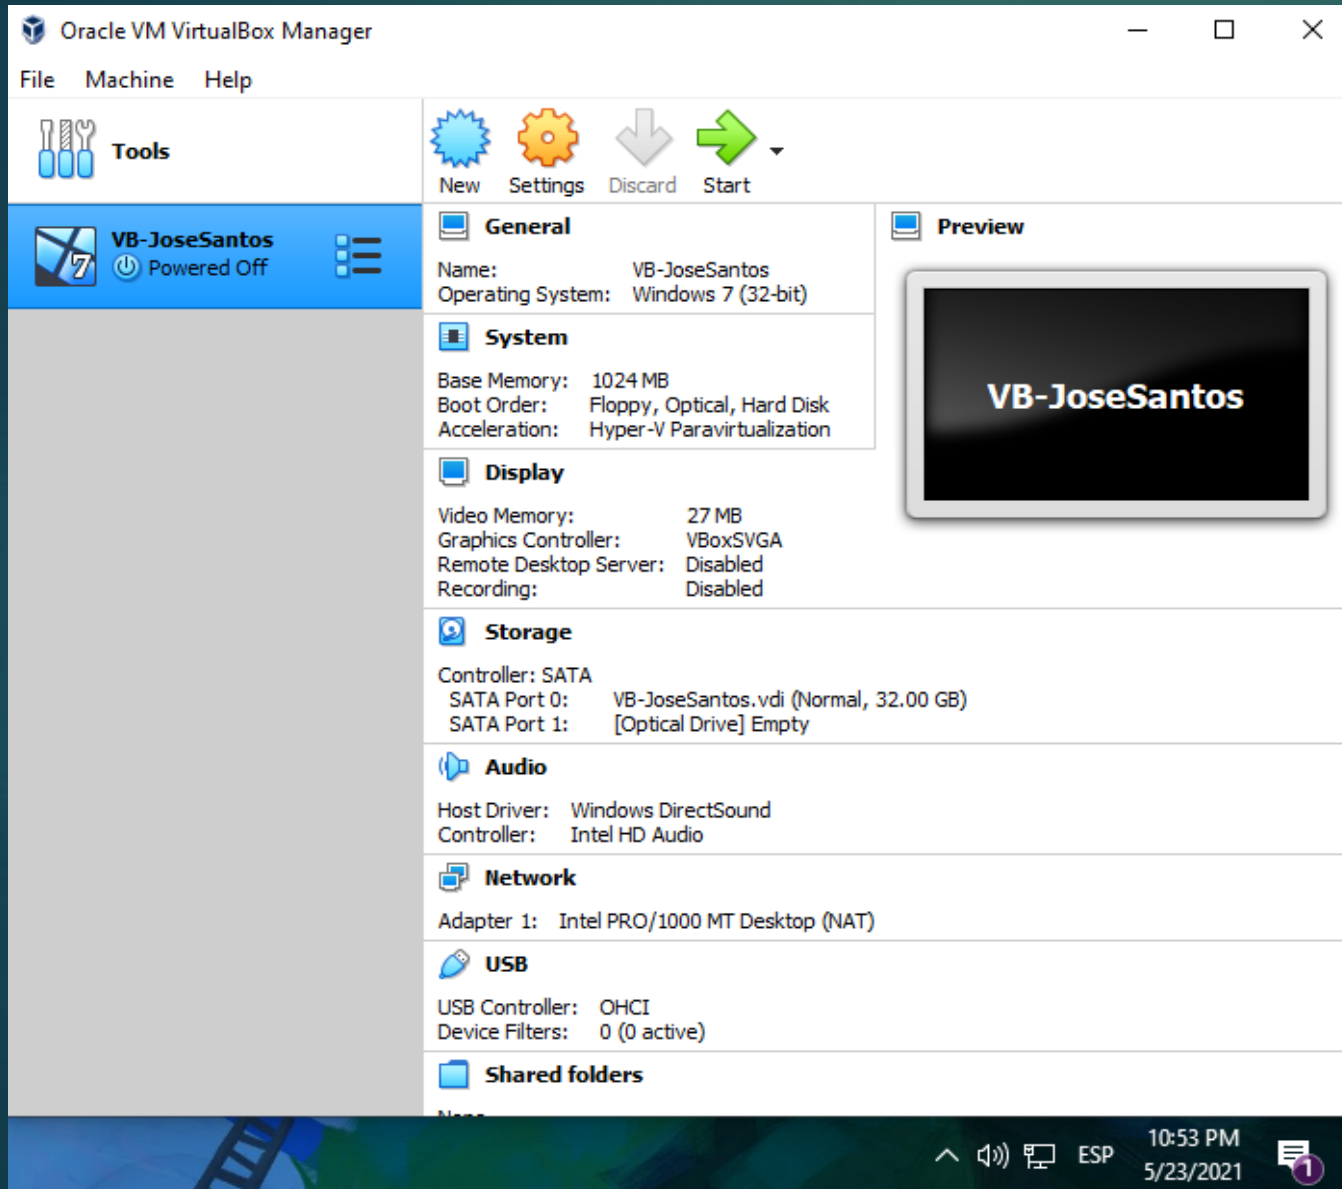 Oracle VM VirtualBox Manager
File Machine Help
Tools
New Settings Discard Start
VB-JoseSantos
Powered Off
7
General
Name: VB-JoseSantos
Operating System: Windows 7 (32-bit)
System
Base Memory: 1024 MB
Boot Order: Floppy, Optical, Hard Disk
Acceleration: Hyper-V Paravirtualization
Preview
VB-JoseSantos
Display
Video Memory: 27 MB
Graphics Controller: VBoxSVGA
Remote Desktop Server: Disabled
Recording: Disabled
Storage
Controller: SATA
SATA Port 0: VB-JoseSantos.vdi (Normal, 32.00 GB)
SATA Port 1: [Optical Drive] Empty
Audio
Host Driver: Windows DirectSound
Controller: Intel HD Audio
Network
Adapter 1: Intel PRO/1000 MT Desktop (NAT)
USB
USB Controller: OHCI
Device Filters: 0 (0 active)
Shared folders
ESP
10:53 PM
5/23/2021
1